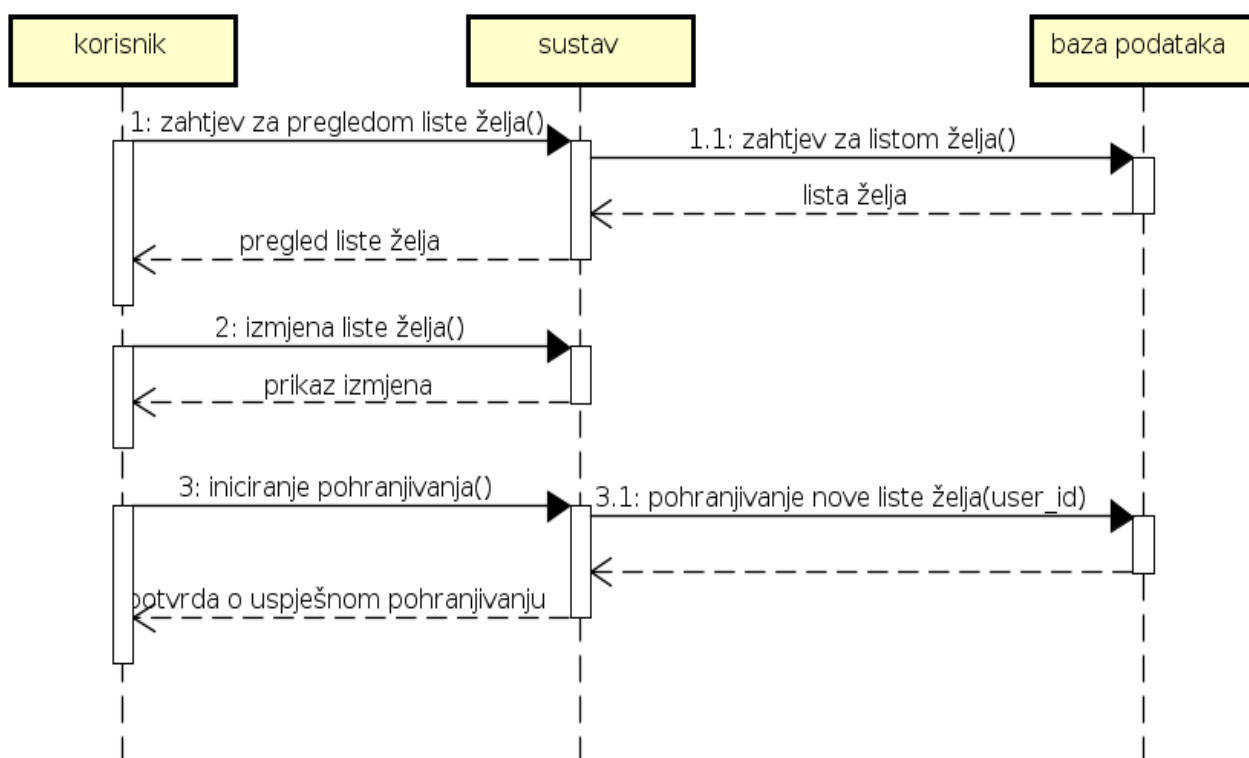 korisnik
sustav
baza podataka
1: zahtjev za pregledom liste želja()
1.1: zahtjev za listom želja()
lista želja
pregled liste želja
2: izmjena liste želja()
prikaz izmjena
3: iniciranje pohranjivanja()
3.1: pohranjivanje nove liste želja(user_id)
potvrda o uspješnom pohranjivanju